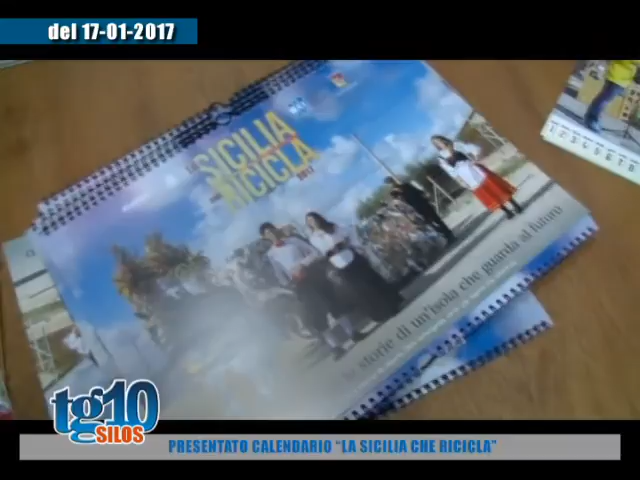 del 17-01-2017
SICILIA
RICICLA
storie di un'isola che guarda al futuro
tg10
SILOS
PRESENTATO CALENDARIO "LA SICILIA CHE RICICLA"